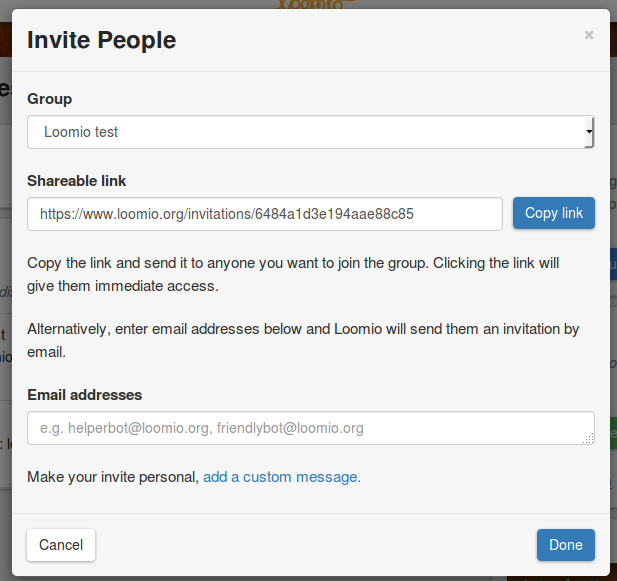 Invite People
×
Group
Loomio test
Shareable link
https://www.loomio.org/invitations/6484a1d3e194aae88c85
Copy link
Copy the link and send it to anyone you want to join the group. Clicking the link will
give them immediate access.
Alternatively, enter email addresses below and Loomio will send them an invitation by
email.
Email addresses
e.g. helperbot@loomio.org, friendlybot@loomio.org
Make your invite personal, add a custom message.
Cancel
Done